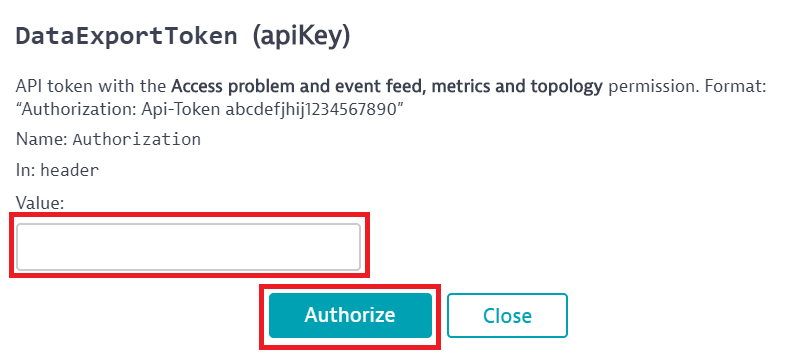 DataExportToken (apiKey)
API token with the Access problem and event feed, metrics and topology permission. Format:
“Authorization: Api-Token abcdefjhij1234567890”
Name: Authorization
In: header
Value:
Authorize Close